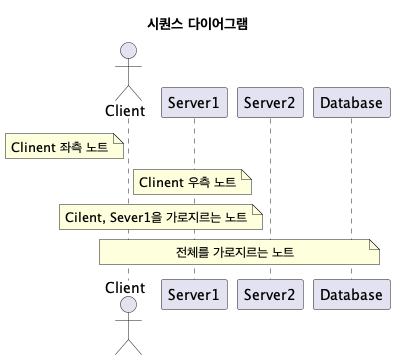 시퀀스 다이어그램
Client Server1 Server2 Database
Clinent 좌측 노트
Clinent 우측 노트
Cilent, Sever1을 가로지르는 노트
전체를 가로지르는 노트
Client Server1 Server2 Database